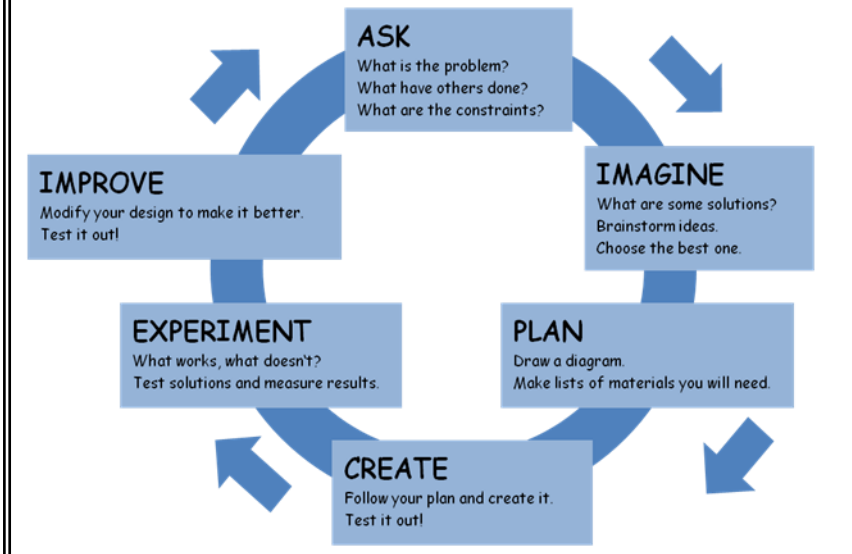 ASK
What is the problem?
What have others done?
What are the constraints?
IMAGINE
What are some solutions?
Brainstorm ideas.
Choose the best one.
PLAN
Draw a diagram.
Make lists of materials you will need.
CREATE
Follow your plan and create it.
Test it out!
EXPERIMENT
What works, what doesn't?
Test solutions and measure results.
IMPROVE
Modify your design to make it better.
Test it out!